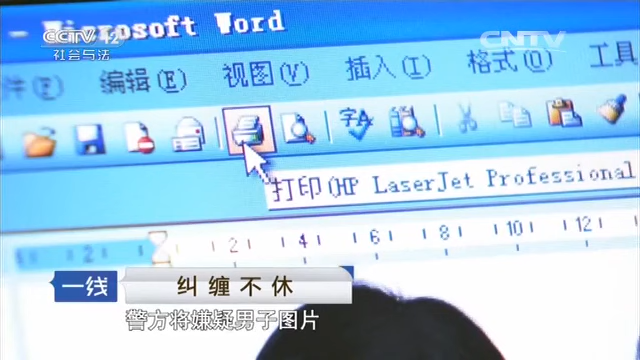 - Microsoft Word
CCTV 12
社会与法
CNTV
件(F) 编辑(E) 视图(V) 插入(I) 格式(O) 工具
打印(HP LaserJet Professional
2 2 4 6 8 10 12
一线 纠缠不休
警方将嫌疑男子图片